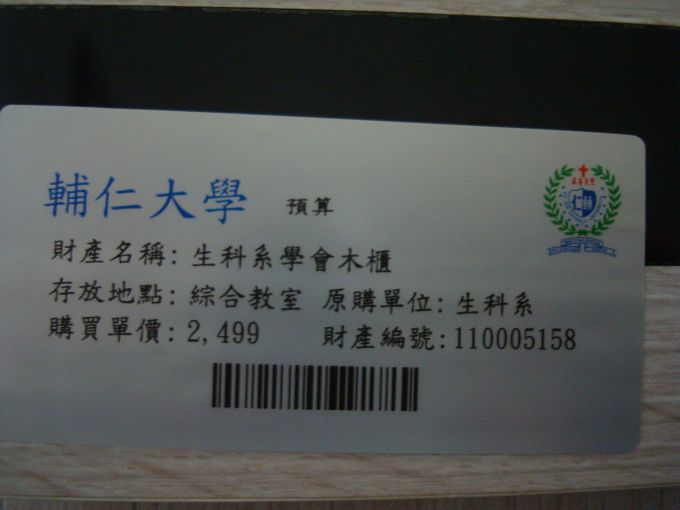 輔仁大學 預算
財產名稱:生科系學會木櫃
存放地點:綜合教室 原購單位:生科系
購買單價:2,499 財產編號:110005158